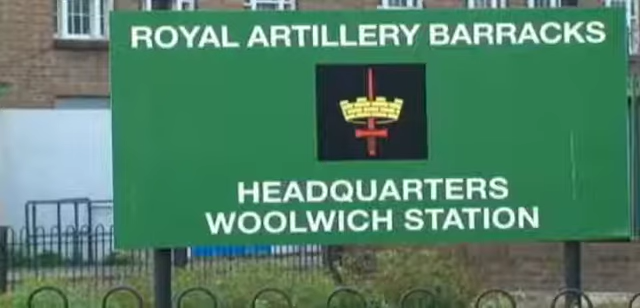 ROYAL ARTILLERY BARRACKS
HEADQUARTERS
WOOLWICH STATION